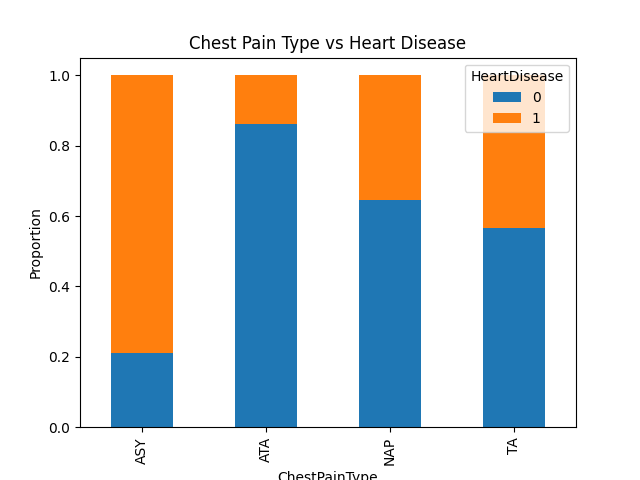 Chest Pain Type vs Heart Disease
HeartDisease
0
1
Proportion
1.0
0.8
0.6
0.4
0.2
0.0
ASY
ATA
NAP
TA
ChestPainType